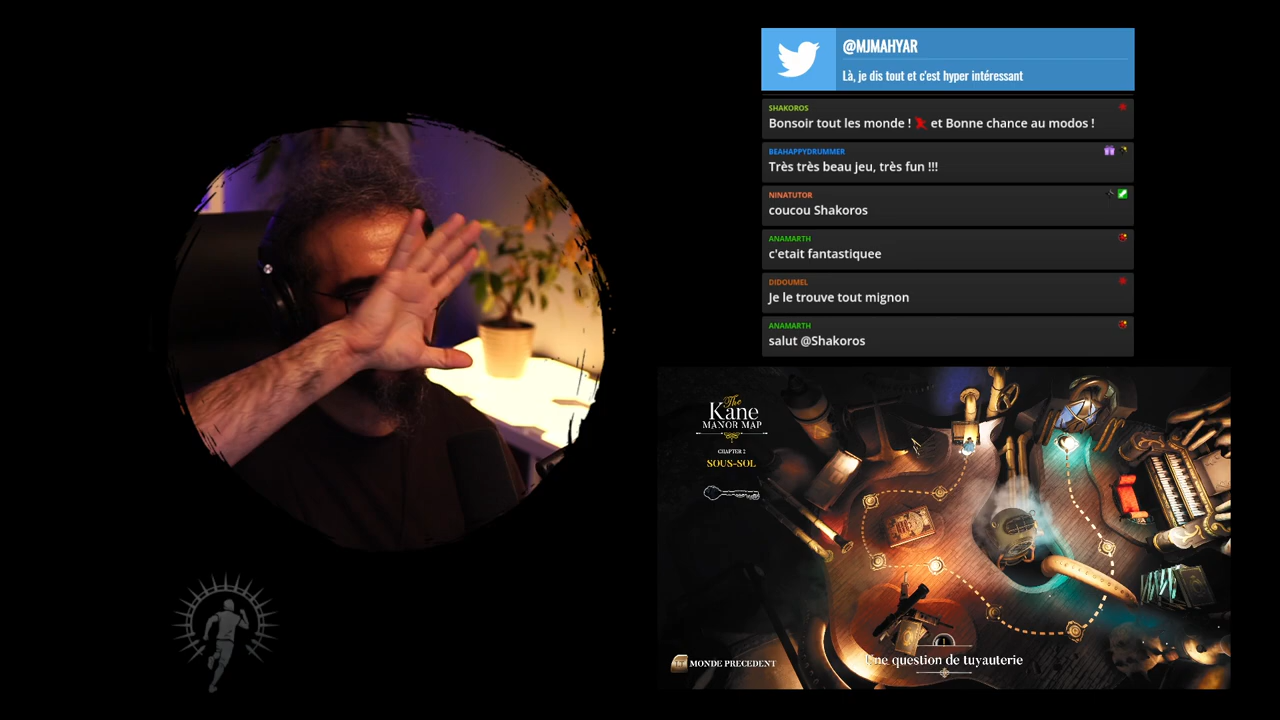 @MJMAHYAR
Là, je dis tout et c'est hyper intéressant
SHAKOROS
Bonsoir tout les monde ! et Bonne chance au modos !
BEAHAPPYDRUMMER
Très très beau jeu, très fun !!!
NINATUTOR
coucou Shakoros
ANAMARTH
c'etait fantastiquee
DIDOUMEL
Je le trouve tout mignon
ANAMARTH
salut @Shakoros
The
Kane
MANOR MAP
CHAPTER 2
SOUS-SOL
LT MONDE PRECEDENT
Une question de tuyauterie